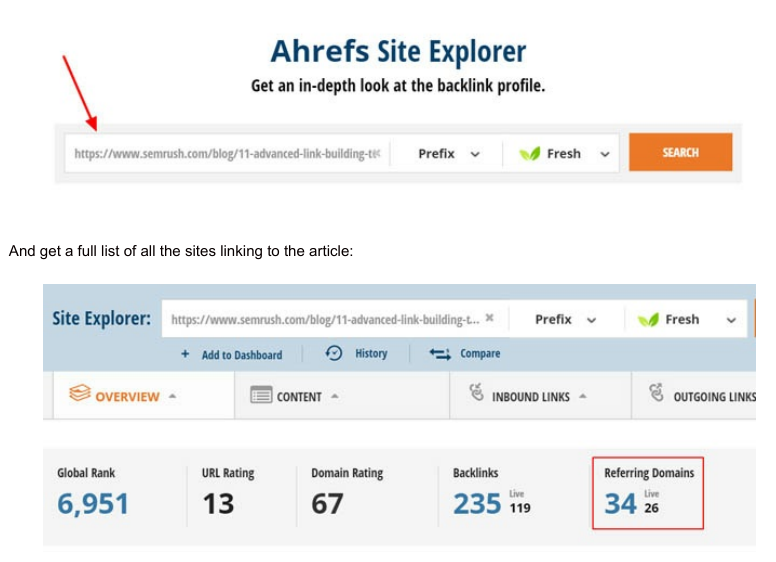 Ahrefs Site Explorer
Get an in-depth look at the backlink profile.
https://www.semrush.com/blog/11-advanced-link-building-t Prefix Fresh SEARCH
And get a full list of all the sites linking to the article:
Site Explorer: https://www.semrush.com/blog/11-advanced-link-building-t... Prefix Fresh
+ Add to Dashboard History Compare
OVERVIEW CONTENT INBOUND LINKS OUTGOING LINKS
Global Rank URL Rating Domain Rating Backlinks Referring Domains
6,951 13 67 235 Live 119 34 Live 26